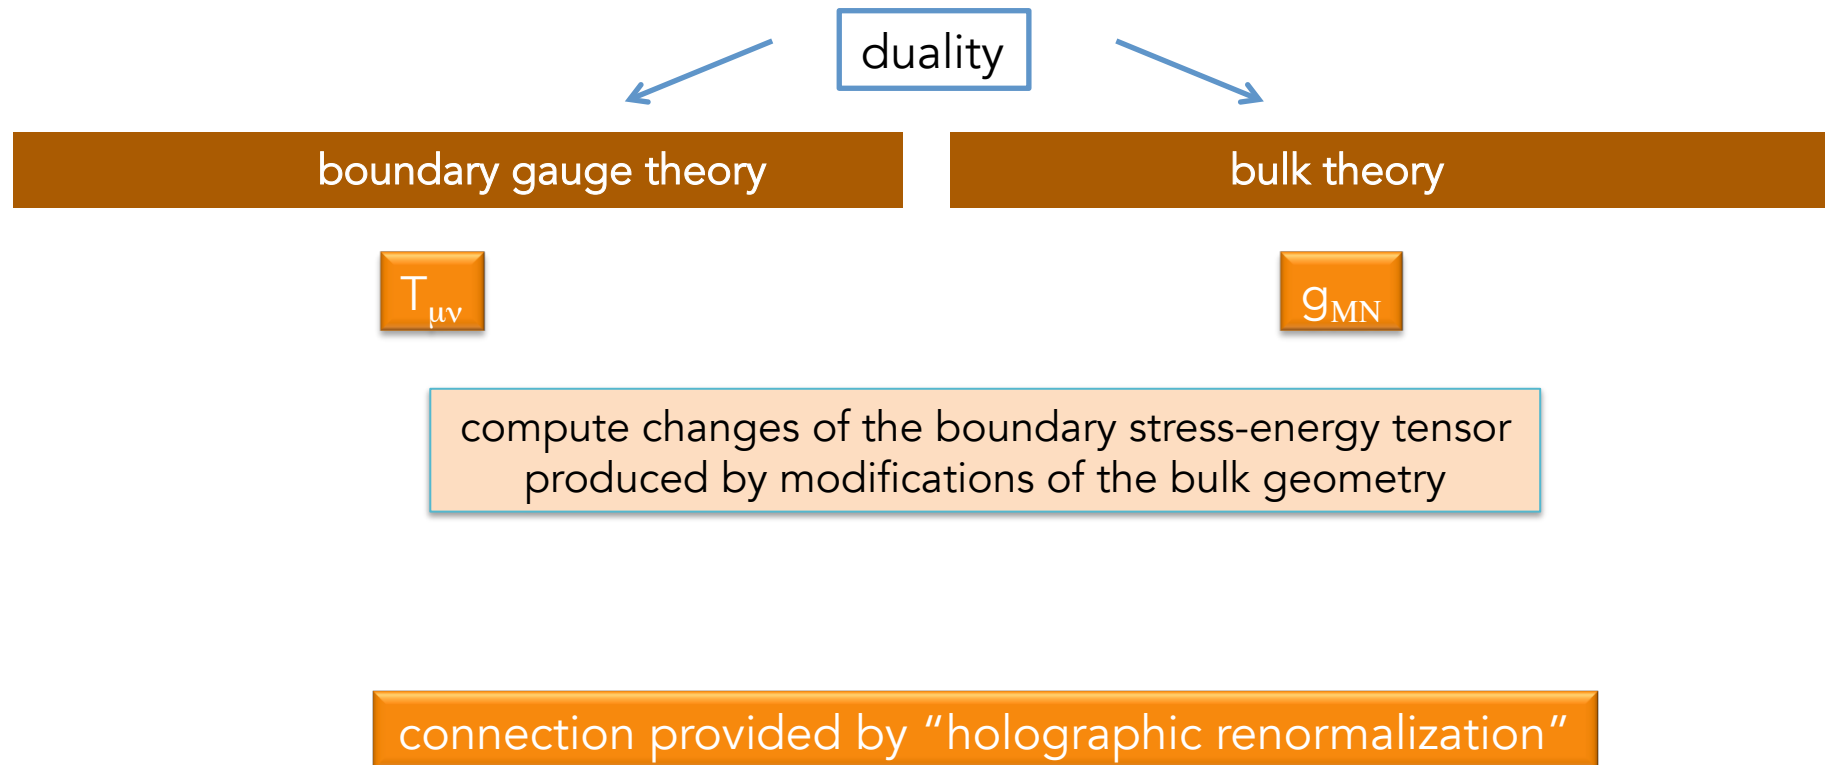 duality
boundary gauge theory
bulk theory
Tμν
gMN
compute changes of the boundary stress-energy tensor
produced by modifications of the bulk geometry
connection provided by “holographic renormalization”